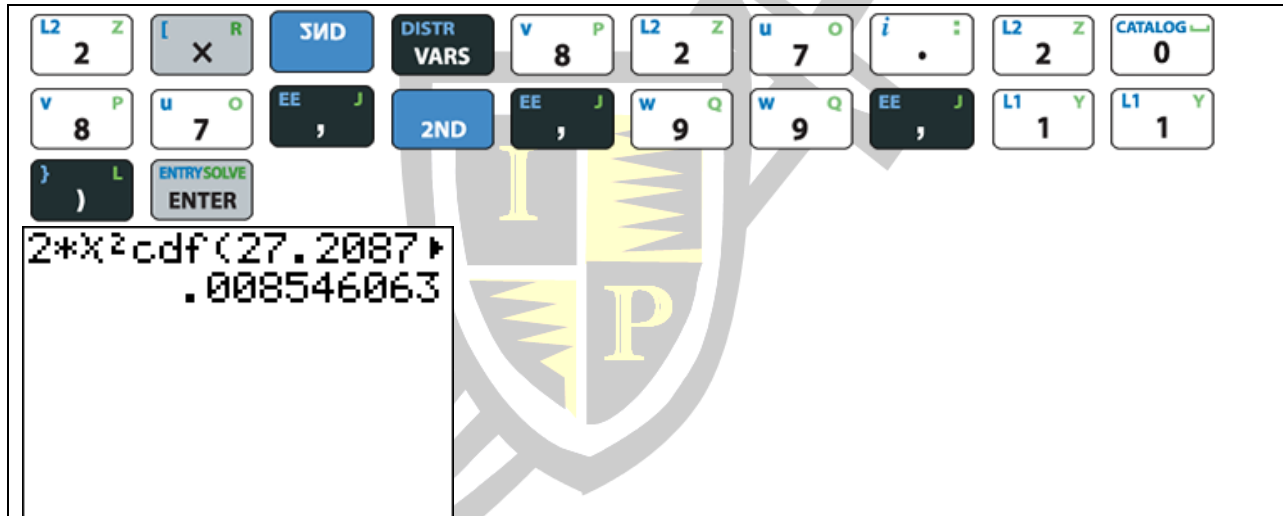 L2 Z [ R DISTR v P L2 Z u O i : L2 Z CATALOG ⎵
2 × ƧИD VARS 8 2 7 . 2 0
v P u O EE J EE J w Q w Q EE J L1 Y L1 Y
8 7 , 2ND , 9 9 , 1 1
} L ENTRY SOLVE
) ENTER
I
2*X²cdf(27.2087▶
.008546063
P